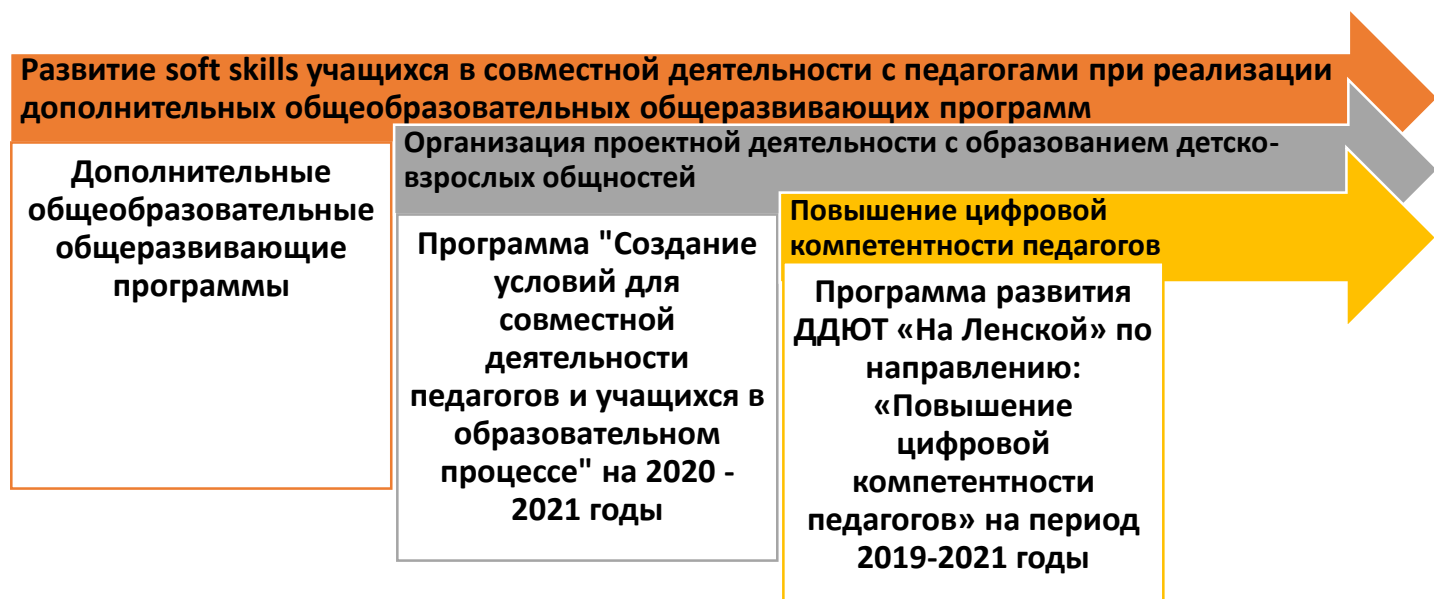 Развитие soft skills учащихся в совместной деятельности с педагогами при реализации
дополнительных общеобразовательных общеразвивающих программ
Дополнительные
общеобразовательные
общеразвивающие
программы
Организация проектной деятельности с образованием детско-
взрослых общностей
Программа "Создание
условий для
совместной
деятельности
педагогов и учащихся в
образовательном
процессе" на 2020 -
2021 годы
Повышение цифровой
компетентности педагогов
Программа развития
ДДЮТ «На Ленской» по
направлению:
«Повышение
цифровой
компетентности
педагогов» на период
2019-2021 годы